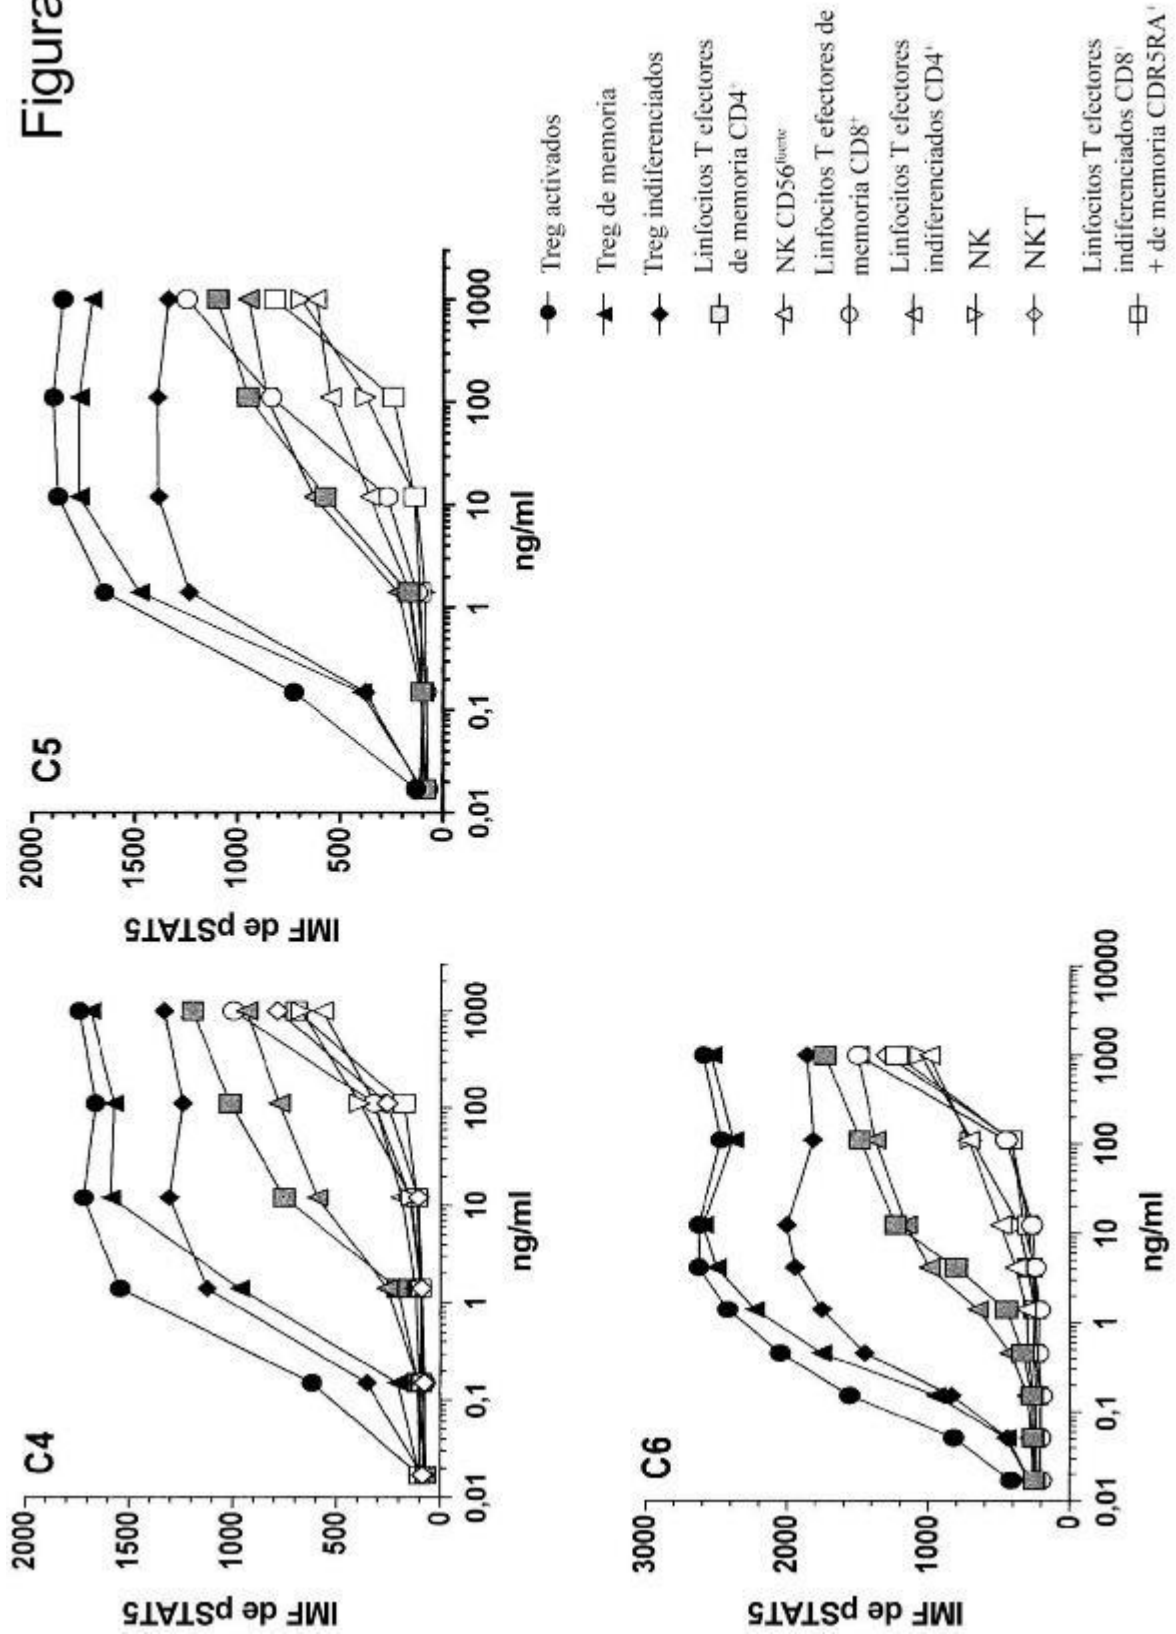 Figura
C4
IMF de pSTAT5
2000
1500
1000
500
0
0,01
0,1
1
10
100
1000
ng/ml
C5
IMF de pSTAT5
2000
1500
1000
500
0
0,01
0,1
1
10
100
1000
ng/ml
C6
IMF de pSTAT5
3000
2000
1000
0
0,01
0,1
1
10
100
1000
10000
ng/ml
Treg activados
Treg de memoria
Treg indiferenciados
Linfocitos T efectores
de memoria CD4⁺
NK CD56fuerte
Linfocitos T efectores de
memoria CD8⁺
Linfocitos T efectores
indiferenciados CD4⁺
NK
NKT
Linfocitos T efectores
indiferenciados CD8⁺
+ de memoria CDR5RA⁺